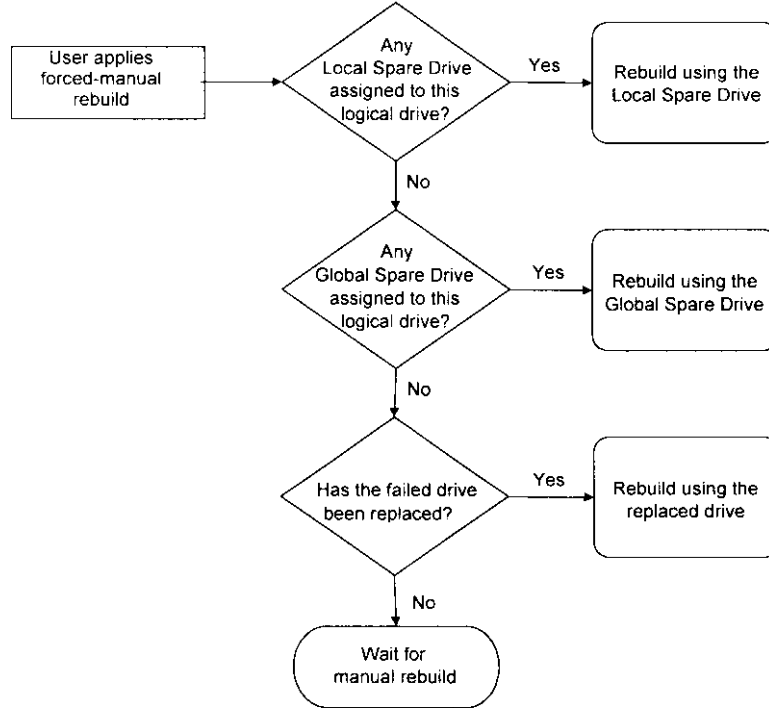 User applies
forced-manual
rebuild
Any
Local Spare Drive
assigned to this
logical drive?
Yes
Rebuild using the
Local Spare Drive
No
Any
Global Spare Drive
assigned to this
logical drive?
Yes
Rebuild using the
Global Spare Drive
No
Has the failed drive
been replaced?
Yes
Rebuild using the
replaced drive
No
Wait for
manual rebuild